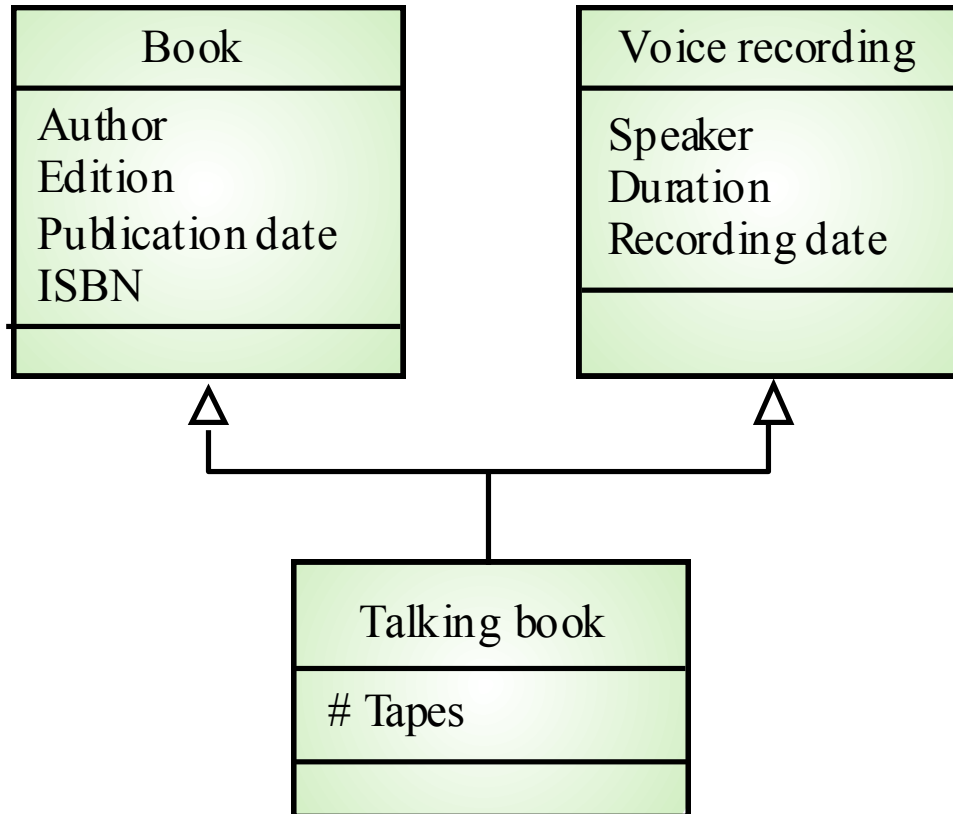 Book
Author
Edition
Publication date
ISBN
Voice recording
Speaker
Duration
Recording date
Talking book
# Tapes